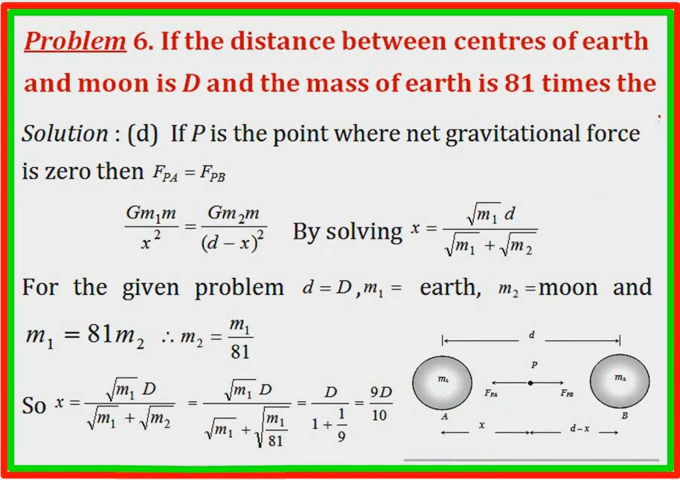 Problem 6. If the distance between centres of earth
and moon is D and the mass of earth is 81 times the
Solution : (d) If P is the point where net gravitational force
is zero then F_PA = F_PB
Gm₁m / x² = Gm₂m / (d − x)² By solving x = √m₁ d / (√m₁ + √m₂)
For the given problem d = D, m₁ = earth, m₂ = moon and
m₁ = 81m₂ ∴ m₂ = m₁ / 81
So x = √m₁ D / (√m₁ + √m₂) = √m₁ D / (√m₁ + √(m₁ / 81)) = D / (1 + 1/9) = 9D / 10
d
P
m₁
m₂
F_PA
F_PB
A
B
x
d–x